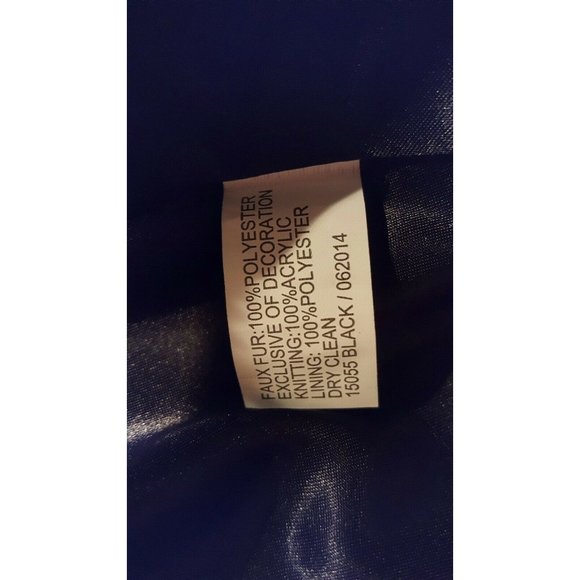 FAUX FUR:100%POLYESTER
EXCLUSIVE OF DECORATION
KNITTING:100%ACRYLIC
LINING: 100%POLYESTER
DRY CLEAN
15055 BLACK / 062014